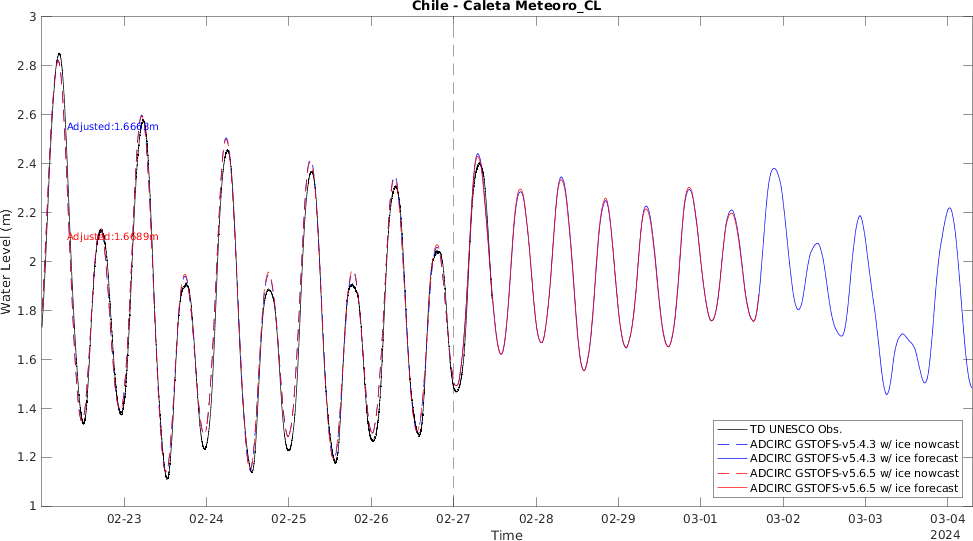 Chile - Caleta Meteoro_CL
3
2.8
2.6
2.4
2.2
2
1.8
1.6
1.4
1.2
1
Water Level (m)
Adjusted:1.6663m
Adjusted:1.6689m
TD UNESCO Obs.
ADCIRC GSTOFS-v5.4.3 w/ ice nowcast
ADCIRC GSTOFS-v5.4.3 w/ ice forecast
ADCIRC GSTOFS-v5.6.5 w/ ice nowcast
ADCIRC GSTOFS-v5.6.5 w/ ice forecast
02-23 02-24 02-25 02-26 02-27 02-28 02-29 03-01 03-02 03-03 03-04
Time 2024